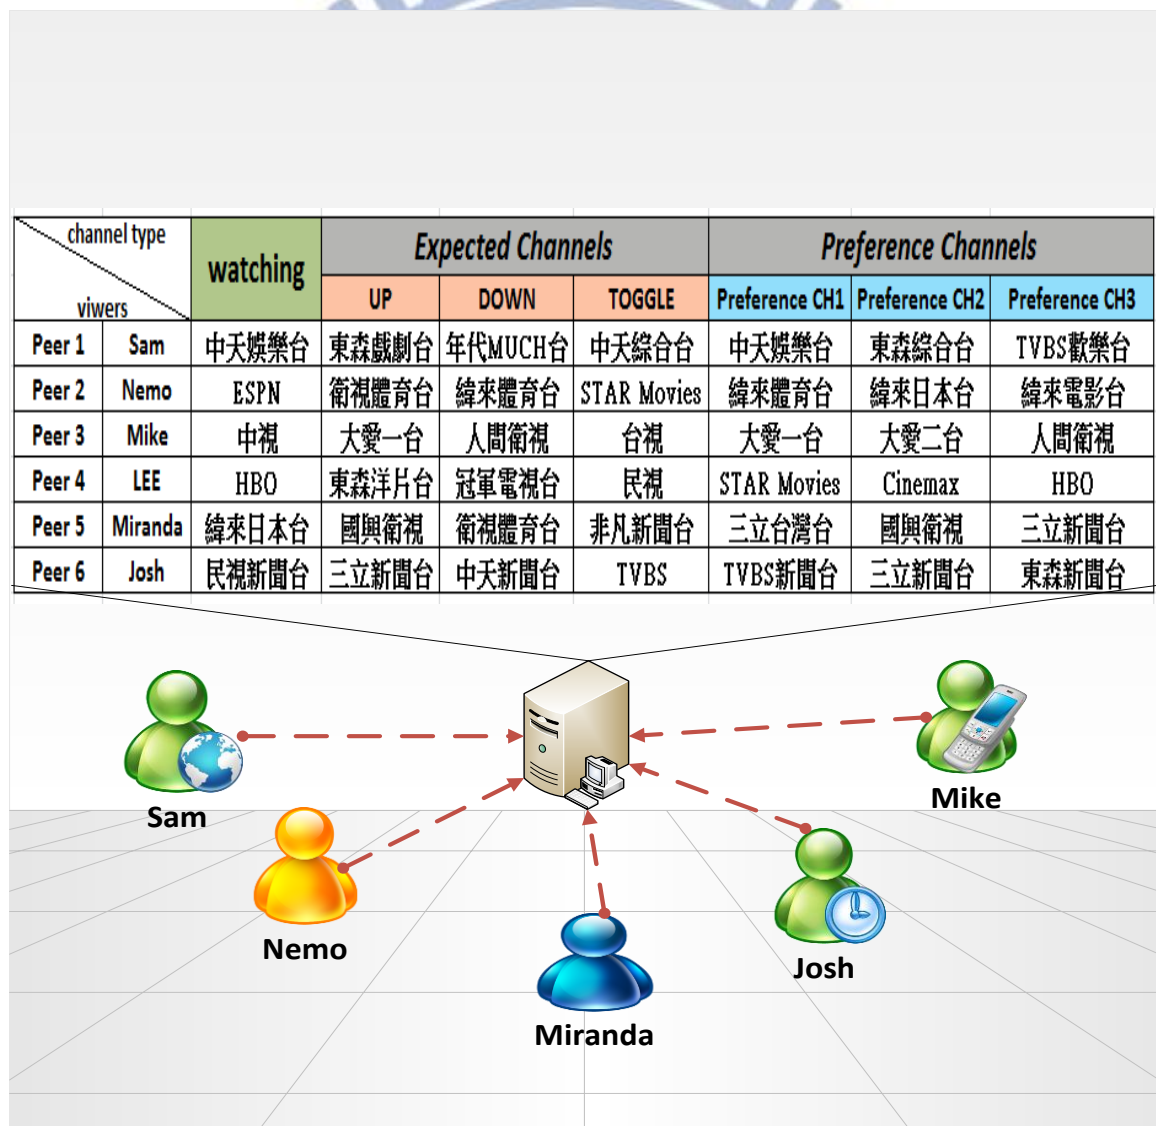 channel type
viwers
watching
Expected Channels
Preference Channels
UP DOWN TOGGLE Preference CH1 Preference CH2 Preference CH3
Peer 1 Sam 中天娛樂台 東森戲劇台 年代MUCH台 中天綜合台 中天娛樂台 東森綜合台 TVBS歡樂台
Peer 2 Nemo ESPN 衛視體育台 緯來體育台 STAR Movies 緯來體育台 緯來日本台 緯來電影台
Peer 3 Mike 中視 大愛一台 人間衛視 台視 大愛一台 大愛二台 人間衛視
Peer 4 LEE HBO 東森洋片台 冠軍電視台 民視 STAR Movies Cinemax HBO
Peer 5 Miranda 緯來日本台 國興衛視 衛視體育台 非凡新聞台 三立台灣台 國興衛視 三立新聞台
Peer 6 Josh 民視新聞台 三立新聞台 中天新聞台 TVBS TVBS新聞台 三立新聞台 東森新聞台
Sam
Mike
Nemo
Josh
Miranda